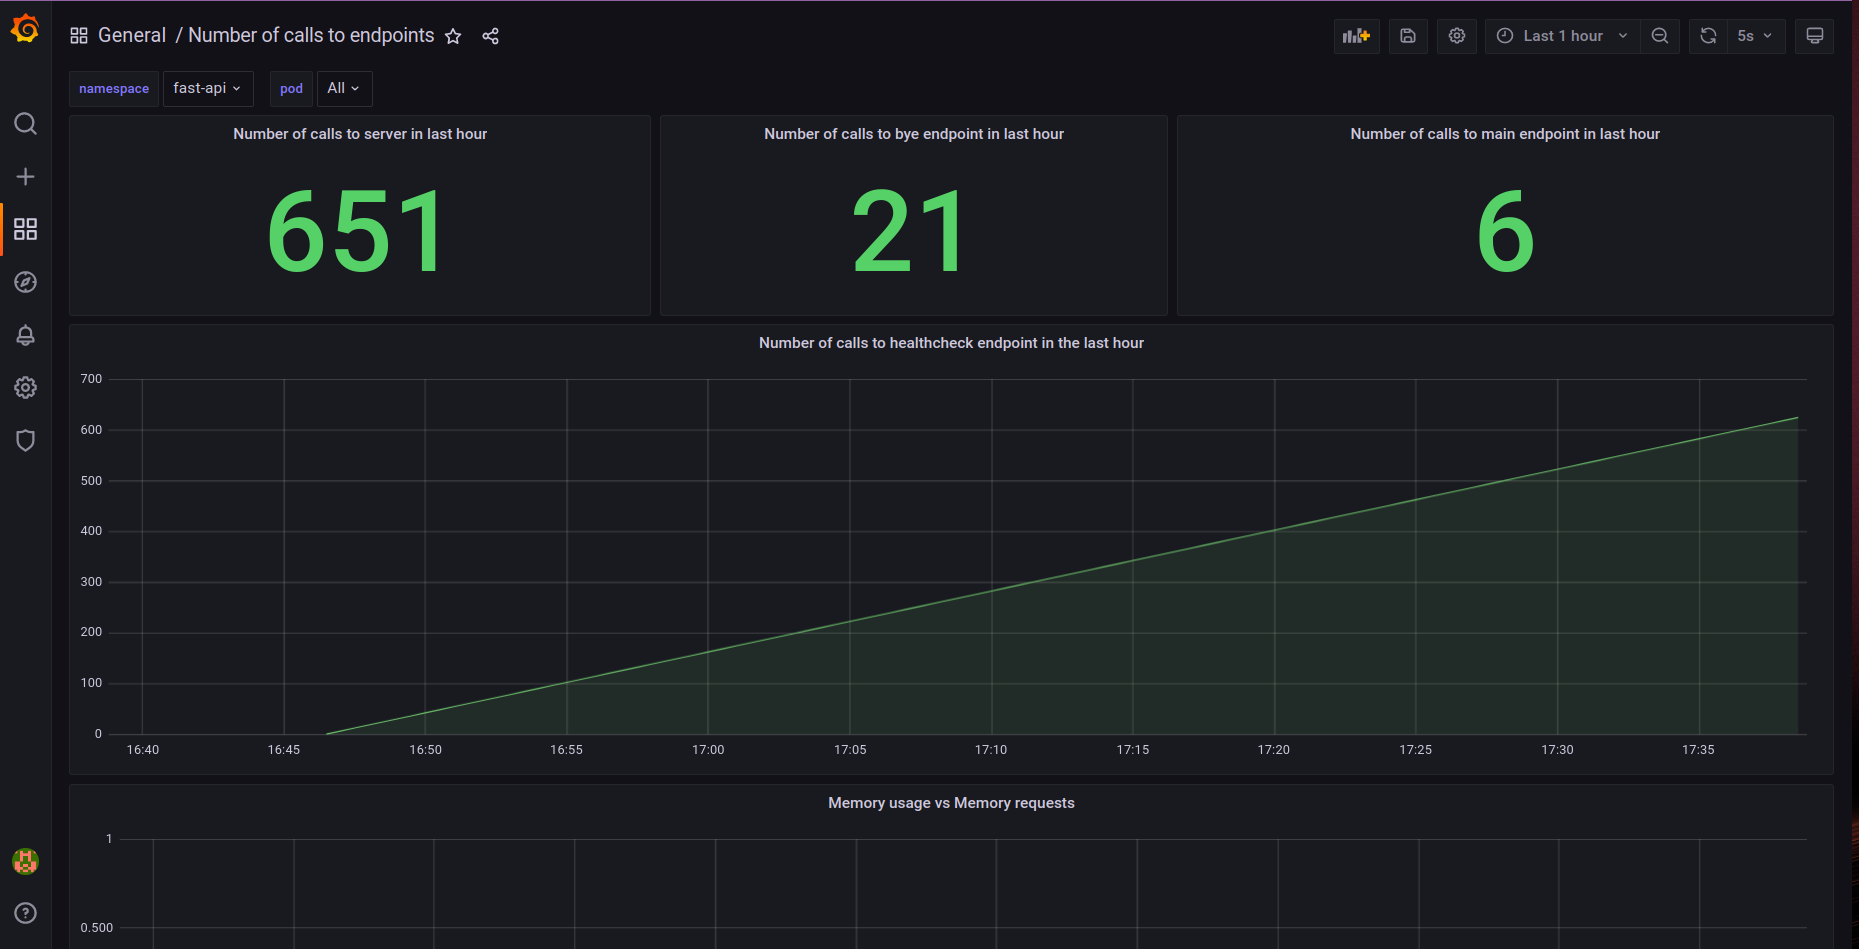 General / Number of calls to endpoints
Last 1 hour
5s
namespace fast-api pod All
Number of calls to server in last hour
651
Number of calls to bye endpoint in last hour
21
Number of calls to main endpoint in last hour
6
Number of calls to healthcheck endpoint in the last hour
700
600
500
400
300
200
100
0
16:40 16:45 16:50 16:55 17:00 17:05 17:10 17:15 17:20 17:25 17:30 17:35
Memory usage vs Memory requests
1
0.500